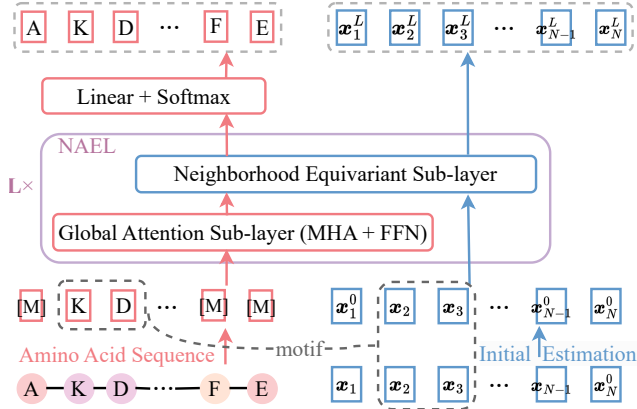 A K D ... F E x_1^L x_2^L x_3^L ... x_{N-1}^L x_N^L
Linear + Softmax
NAEL
Neighborhood Equivariant Sub-layer
L×
Global Attention Sub-layer (MHA + FFN)
[M] K D ... [M] [M] x_1^0 x_2 x_3 ... x_{N-1}^0 x_N^0
Amino Acid Sequence motif Initial Estimation
A K D ... F E x_1 x_2 x_3 ... x_{N-1} x_N^0